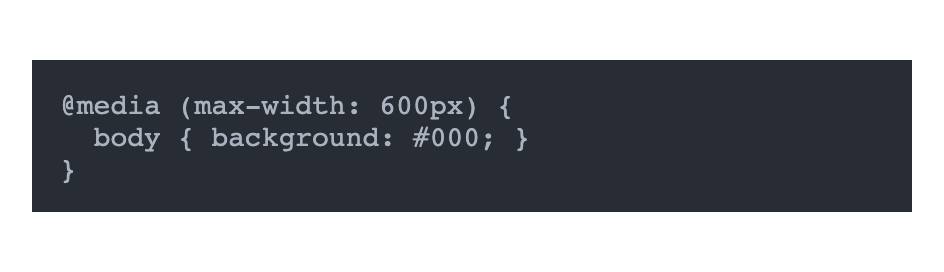 @media (max-width: 600px) {
  body { background: #000; }
}